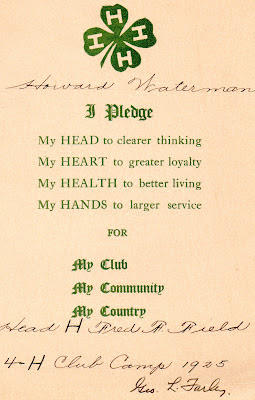 H H H H
Howard Waterman
I Pledge
My HEAD to clearer thinking
My HEART to greater loyalty
My HEALTH to better living
My HANDS to larger service
FOR
My Club
My Community
My Country
Head H Fred F. Field
4-H Club Camp 1925
Geo. L. Farley